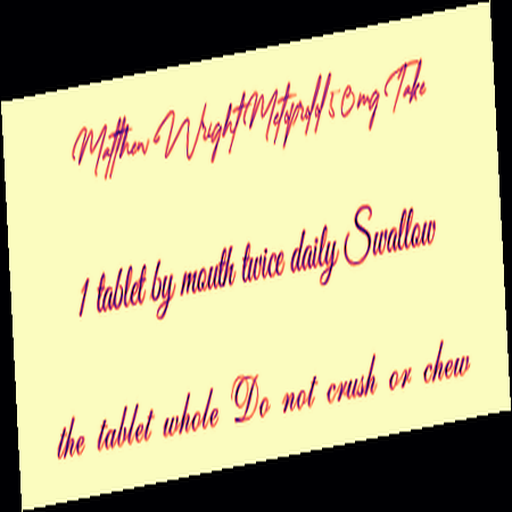 Matthew Wright Metoprolol 50mg Take
1 tablet by mouth twice daily Swallow
the tablet whole Do not crush or chew